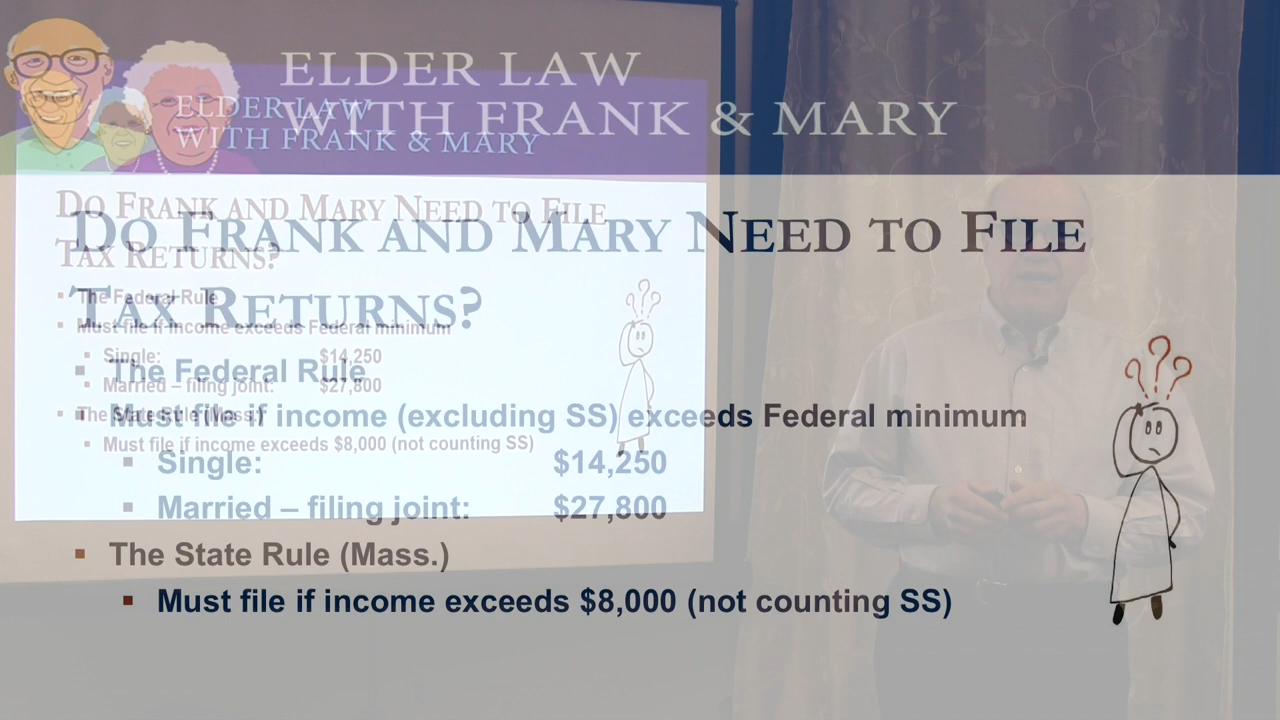 ELDER LAW
WITH FRANK & MARY
DO FRANK AND MARY NEED TO FILE
TAX RETURNS?
▪ The Federal Rule
▪ Must file if income (excluding SS) exceeds Federal minimum
▪ Single: $14,250
▪ Married – filing joint: $27,800
▪ The State Rule (Mass.)
▪ Must file if income exceeds $8,000 (not counting SS)
ELDER LAW
WITH FRANK & MARY
DO FRANK AND MARY NEED TO FILE
TAX RETURNS?
▪ The Federal Rule
▪ Must file if income exceeds Federal minimum
▪ Single: $14,250
▪ Married – filing joint: $27,800
▪ The State Rule (Mass.)
▪ Must file if income exceeds $8,000 (not counting SS)